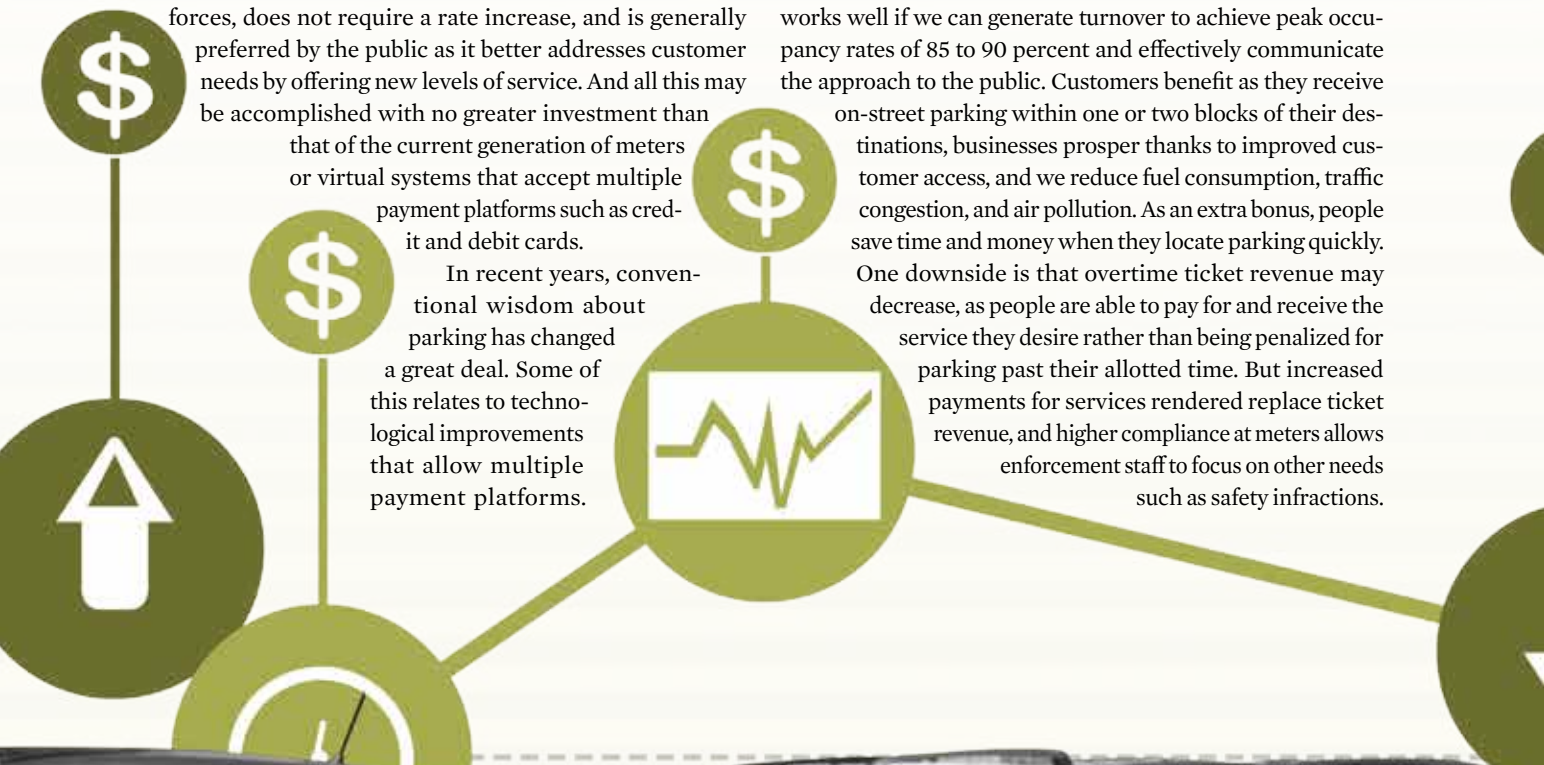 forces, does not require a rate increase, and is generally
preferred by the public as it better addresses customer
needs by offering new levels of service. And all this may
be accomplished with no greater investment than
that of the current generation of meters
or virtual systems that accept multiple
payment platforms such as cred-
it and debit cards.
In recent years, conven-
tional wisdom about
parking has changed
a great deal. Some of
this relates to techno-
logical improvements
that allow multiple
payment platforms.
works well if we can generate turnover to achieve peak occu-
pancy rates of 85 to 90 percent and effectively communicate
the approach to the public. Customers benefit as they receive
on-street parking within one or two blocks of their des-
tinations, businesses prosper thanks to improved cus-
tomer access, and we reduce fuel consumption, traffic
congestion, and air pollution. As an extra bonus, people
save time and money when they locate parking quickly.
One downside is that overtime ticket revenue may
decrease, as people are able to pay for and receive the
service they desire rather than being penalized for
parking past their allotted time. But increased
payments for services rendered replace ticket
revenue, and higher compliance at meters allows
enforcement staff to focus on other needs
such as safety infractions.
$
$
$